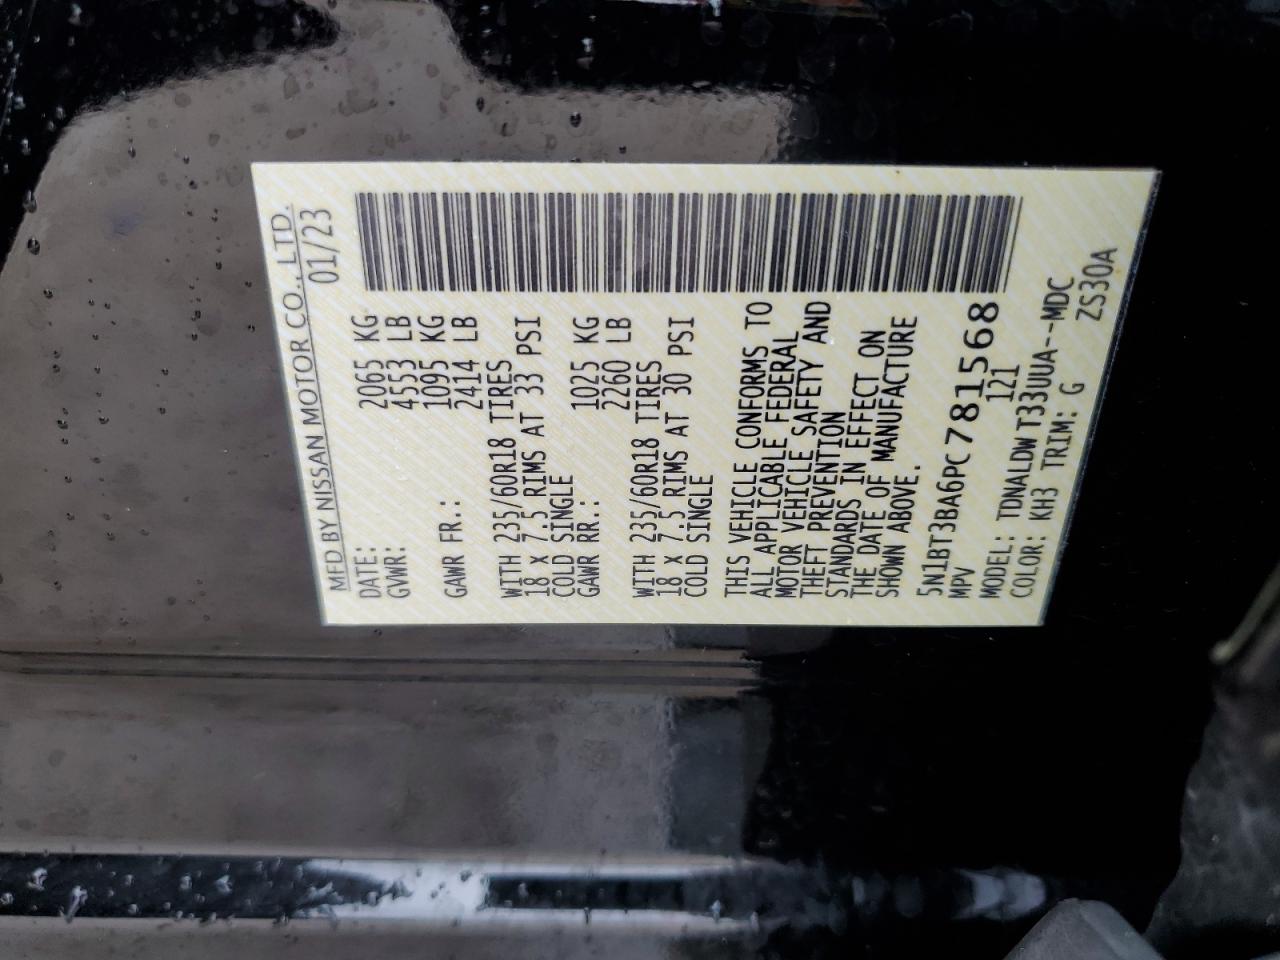 MFD BY NISSAN MOTOR CO., LTD.
DATE: 01/23
GVWR: 2065 KG
4553 LB
GAWR FR.: 1095 KG
2414 LB
WITH 235/60R18 TIRES
18 x 7.5 RIMS AT 33 PSI
COLD SINGLE
GAWR RR.: 1025 KG
2260 LB
WITH 235/60R18 TIRES
18 x 7.5 RIMS AT 30 PSI
COLD SINGLE
THIS VEHICLE CONFORMS TO
ALL APPLICABLE FEDERAL
MOTOR VEHICLE SAFETY AND
THEFT PREVENTION
STANDARDS IN EFFECT ON
THE DATE OF MANUFACTURE
SHOWN ABOVE.
5N1BT3BA6PC781568
MPV 121
MODEL: TDNALDWT33UUA--MDC
COLOR: KH3 TRIM: G ZS30A